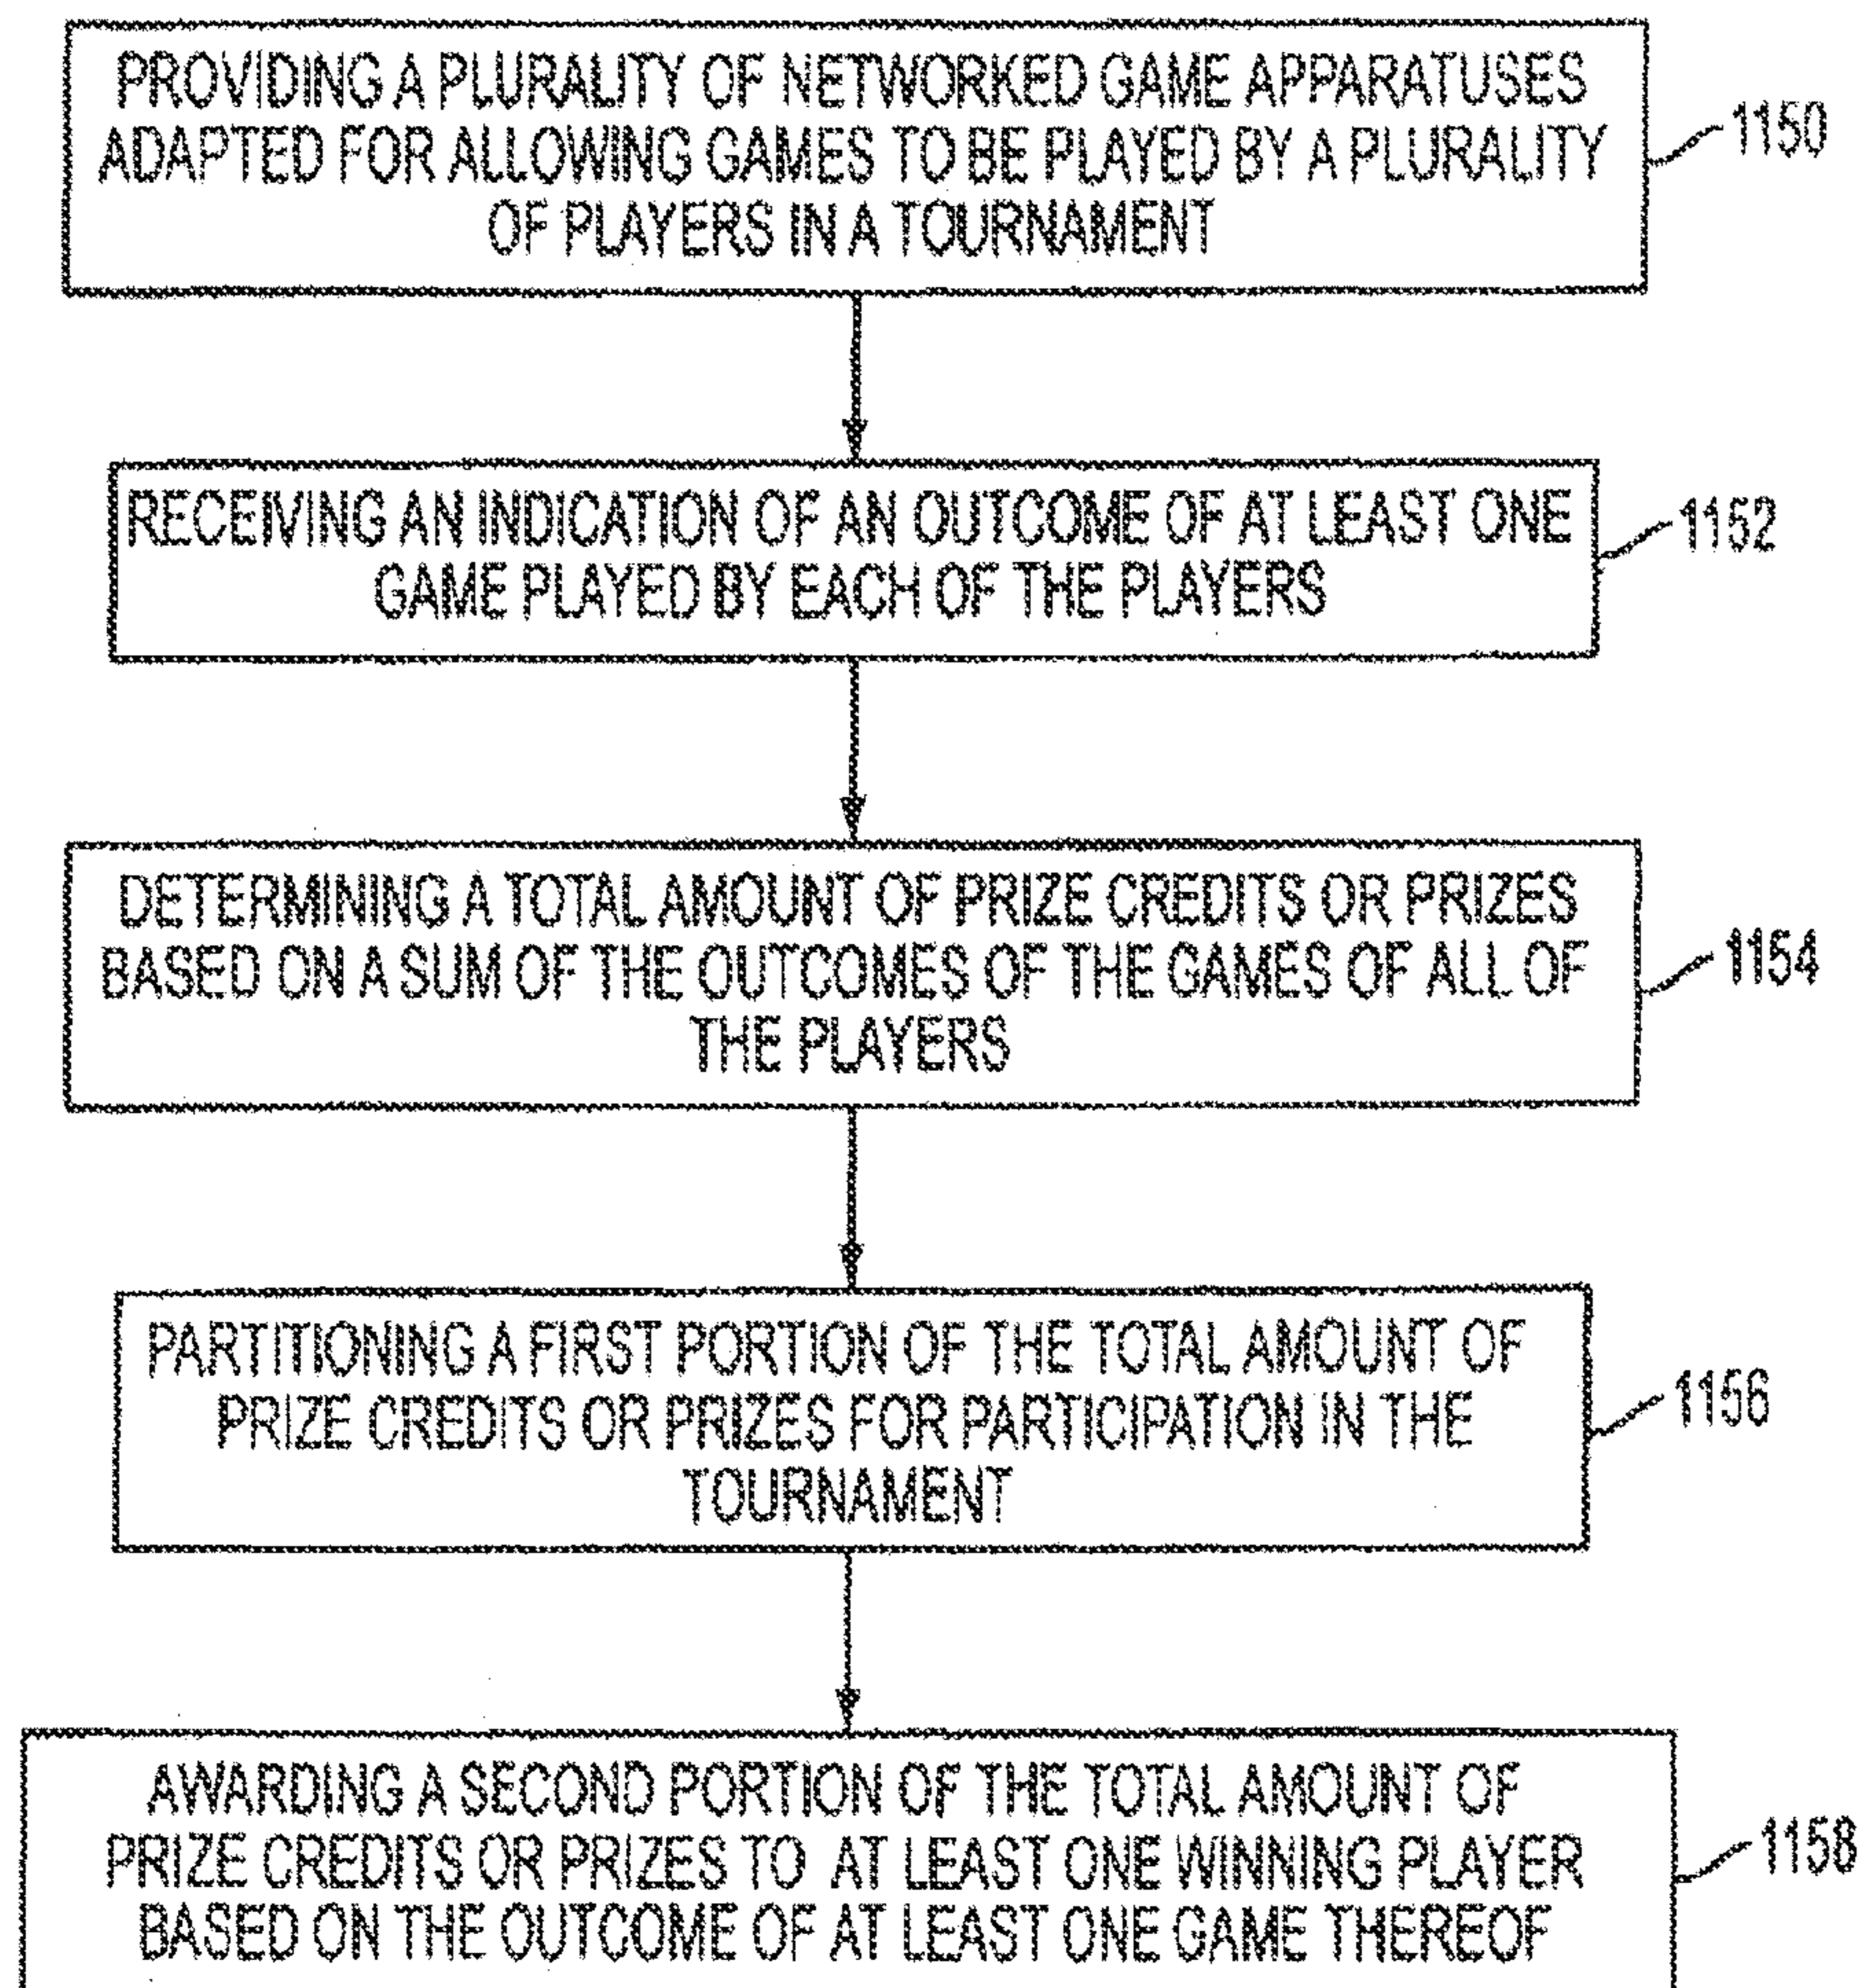 PROVIDING A PLURALITY OF NETWORKED GAME APPARATUSES
ADAPTED FOR ALLOWING GAMES TO BE PLAYED BY A PLURALITY
OF PLAYERS IN A TOURNAMENT
1150
RECEIVING AN INDICATION OF AN OUTCOME OF AT LEAST ONE
GAME PLAYED BY EACH OF THE PLAYERS
1152
DETERMINING A TOTAL AMOUNT OF PRIZE CREDITS OR PRIZES
BASED ON A SUM OF THE OUTCOMES OF THE GAMES OF ALL OF
THE PLAYERS
1154
PARTITIONING A FIRST PORTION OF THE TOTAL AMOUNT OF
PRIZE CREDITS OR PRIZES FOR PARTICIPATION IN THE
TOURNAMENT
1156
AWARDING A SECOND PORTION OF THE TOTAL AMOUNT OF
PRIZE CREDITS OR PRIZES TO AT LEAST ONE WINNING PLAYER
BASED ON THE OUTCOME OF AT LEAST ONE GAME THEREOF
1158